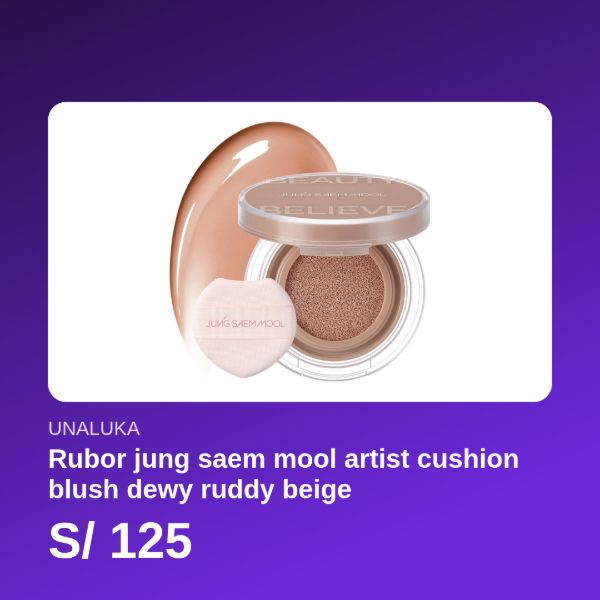 BEAUTY
JUNG SAEM MOOL
BELIEVE
JUNG SAEM MOOL
UNALUKA
Rubor jung saem mool artist cushion
blush dewy ruddy beige
S/ 125